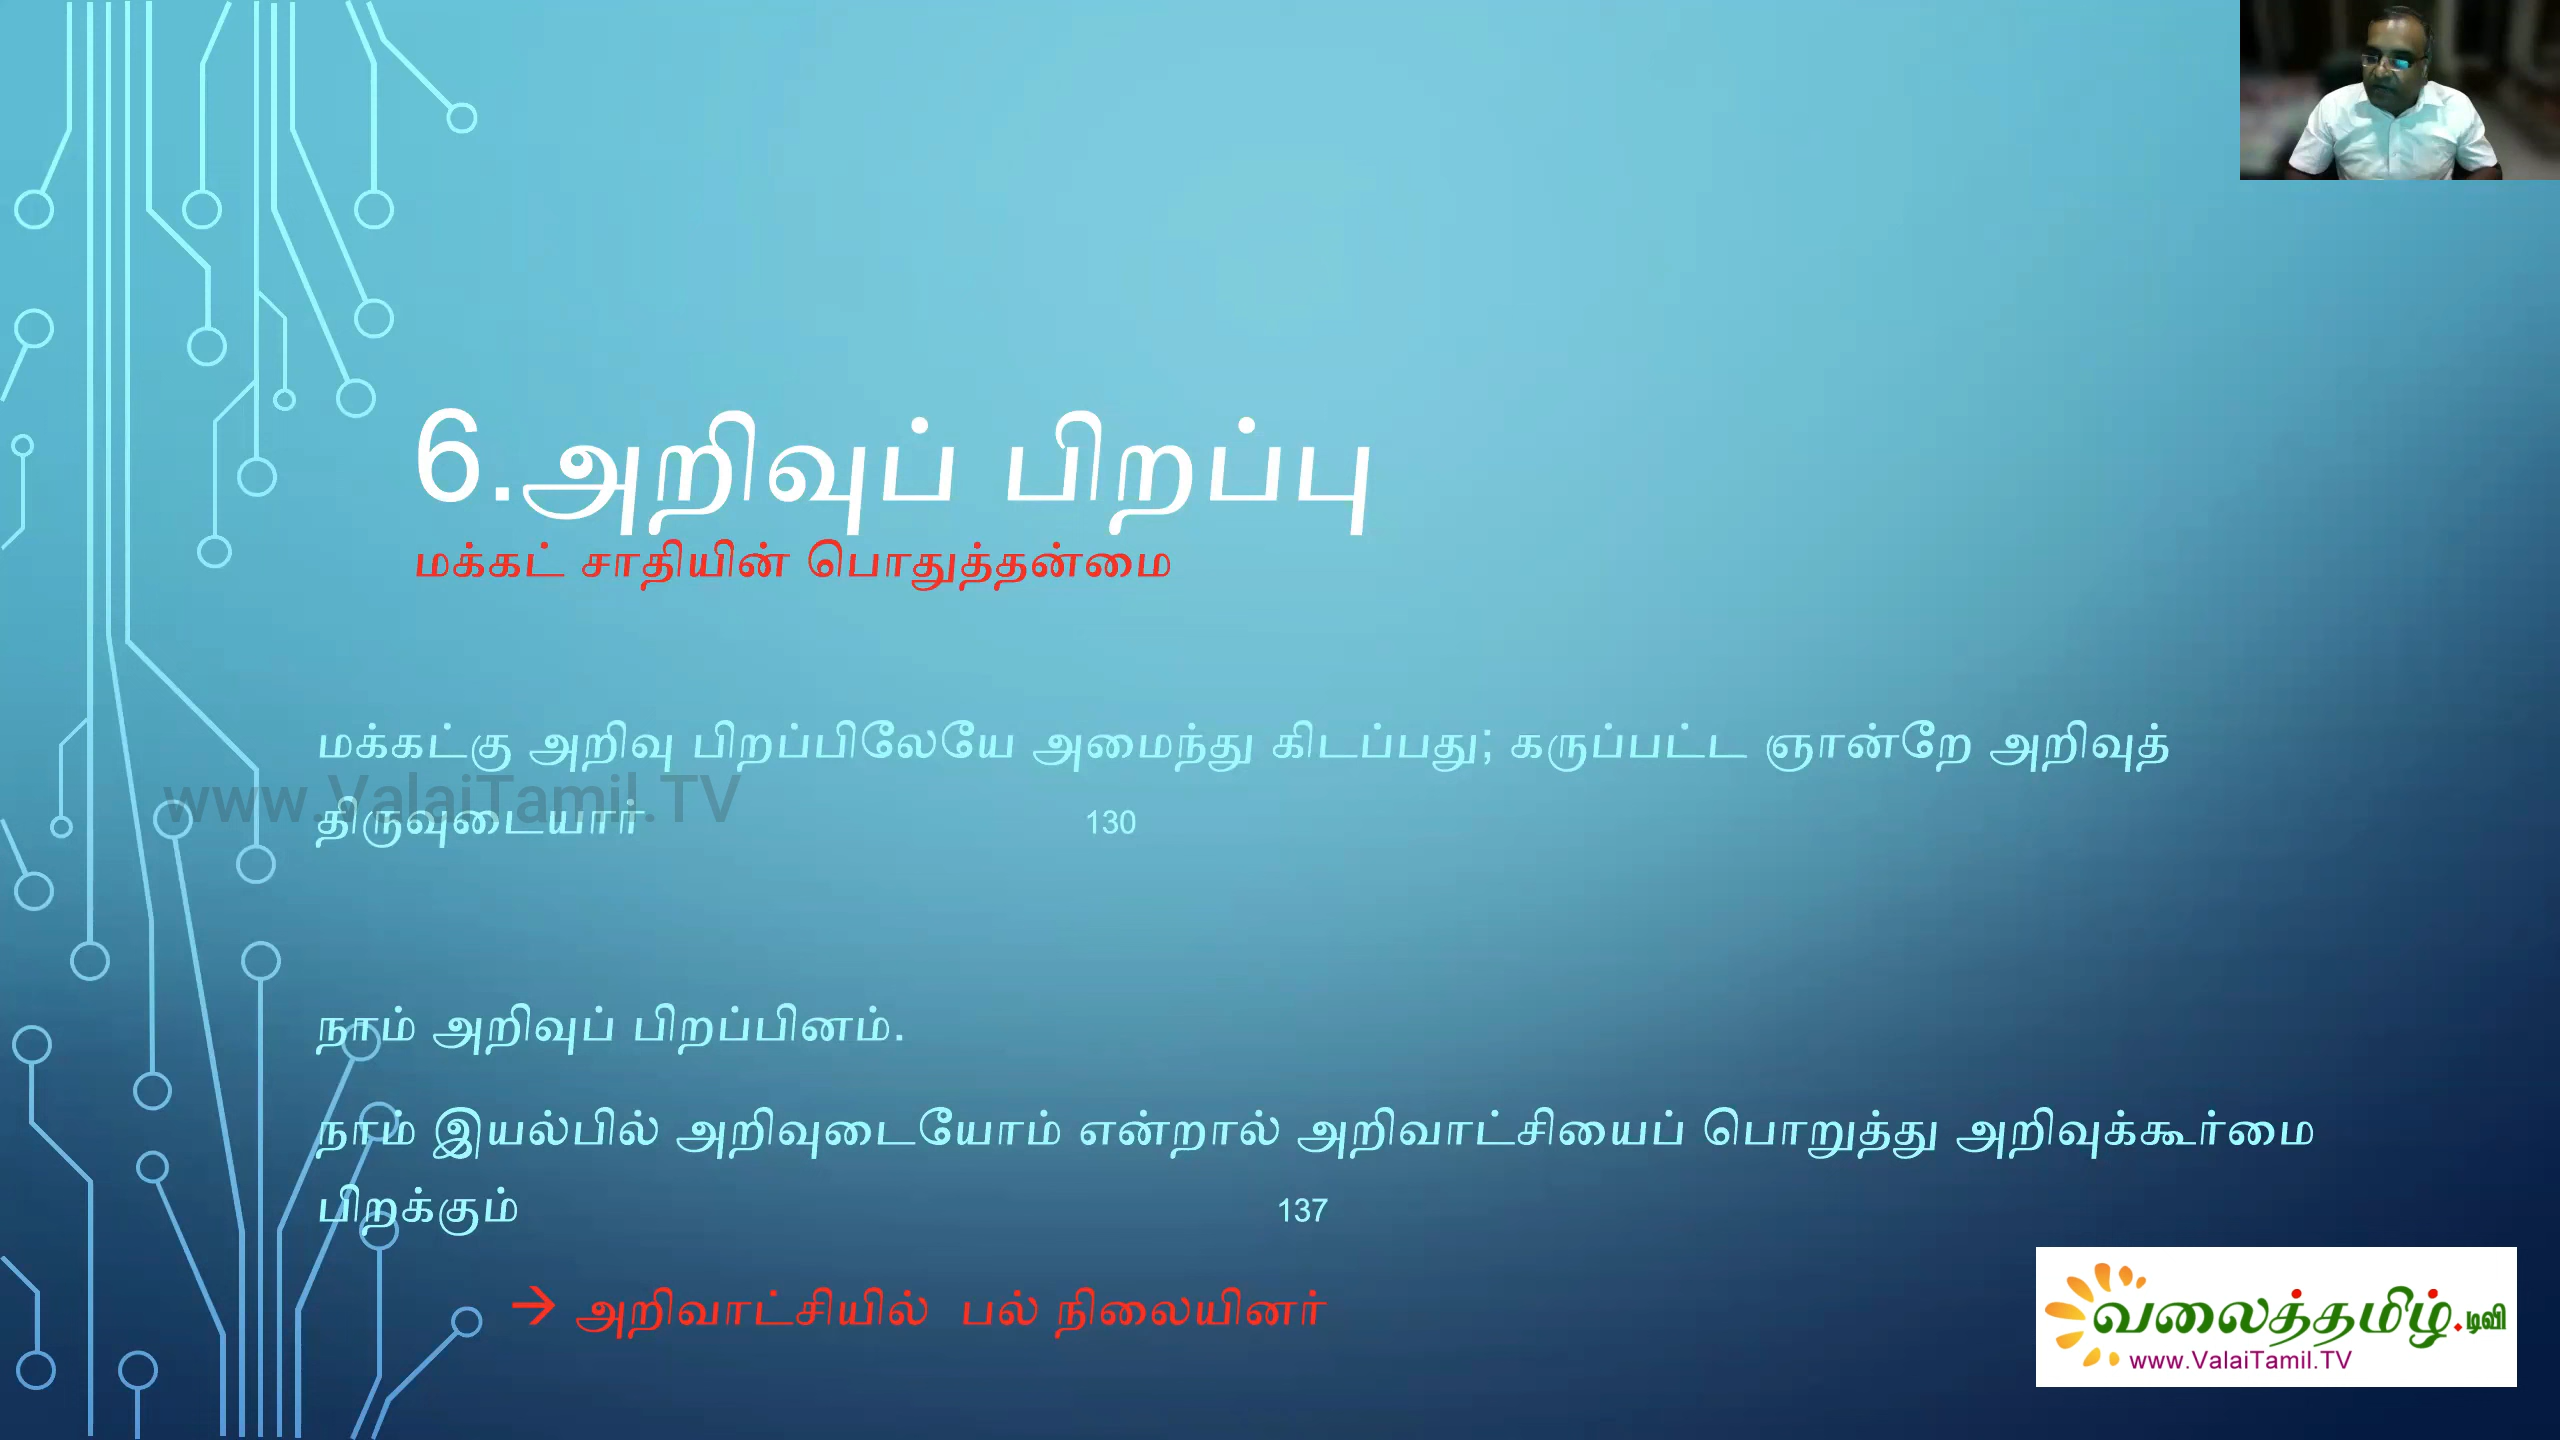 6.அறிவுப் பிறப்பு
மக்கட் சாதியின் பொதுத்தன்மை
மக்கட்கு அறிவு பிறப்பிலேயே அமைந்து கிடப்பது; கருப்பட்ட ஞான்றே அறிவுத்
திருவுடையார் 130
www.ValaiTamil.TV
நாம் அறிவுப் பிறப்பினம்.
நாம் இயல்பில் அறிவுடையோம் என்றால் அறிவாட்சியைப் பொறுத்து அறிவுக்கூர்மை
பிறக்கும் 137
→ அறிவாட்சியில் பல் நிலையினர்
வலைத்தமிழ்.டிவி
www.ValaiTamil.TV